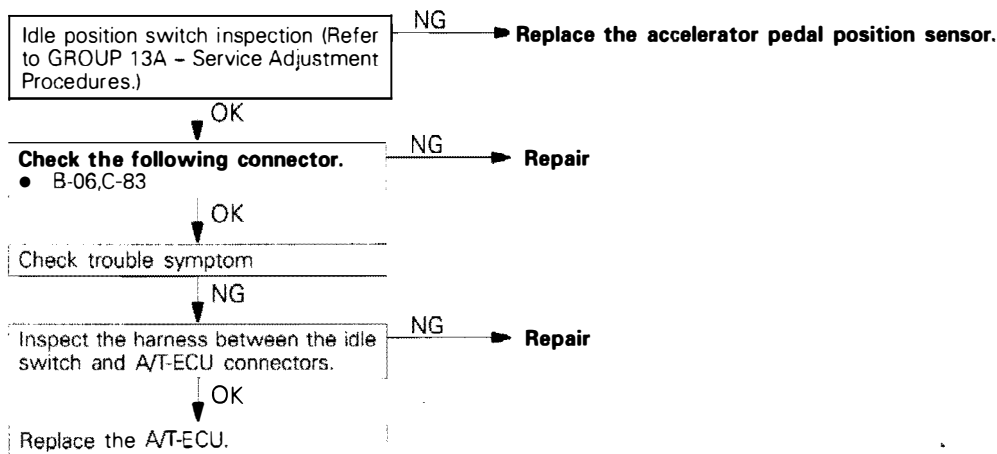 Idle position switch inspection (Refer
to GROUP 13A – Service Adjustment
Procedures.)
NG
Replace the accelerator pedal position sensor.
OK
Check the following connector.
● B-06,C-83
NG
Repair
OK
Check trouble symptom
NG
Inspect the harness between the idle
switch and A/T-ECU connectors.
NG
Repair
OK
Replace the A/T-ECU.